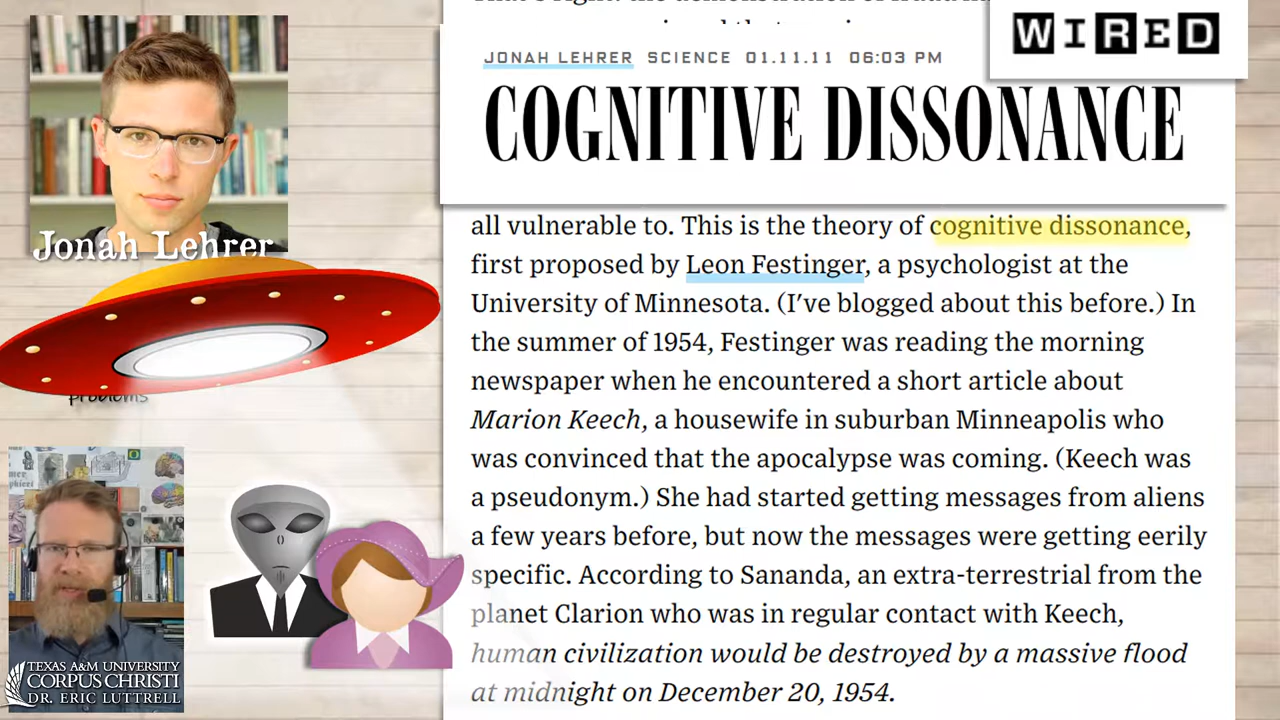 WIRED
JONAH LEHRER SCIENCE 01.11.11 06:03 PM
COGNITIVE DISSONANCE
all vulnerable to. This is the theory of cognitive dissonance,
first proposed by Leon Festinger, a psychologist at the
University of Minnesota. (I've blogged about this before.) In
the summer of 1954, Festinger was reading the morning
newspaper when he encountered a short article about
Marion Keech, a housewife in suburban Minneapolis who
was convinced that the apocalypse was coming. (Keech was
a pseudonym.) She had started getting messages from aliens
a few years before, but now the messages were getting eerily
specific. According to Sananda, an extra-terrestrial from the
planet Clarion who was in regular contact with Keech,
human civilization would be destroyed by a massive flood
at midnight on December 20, 1954.
Jonah Lehrer
problems
TEXAS A&M UNIVERSITY
CORPUS CHRISTI
DR. ERIC LUTTRELL